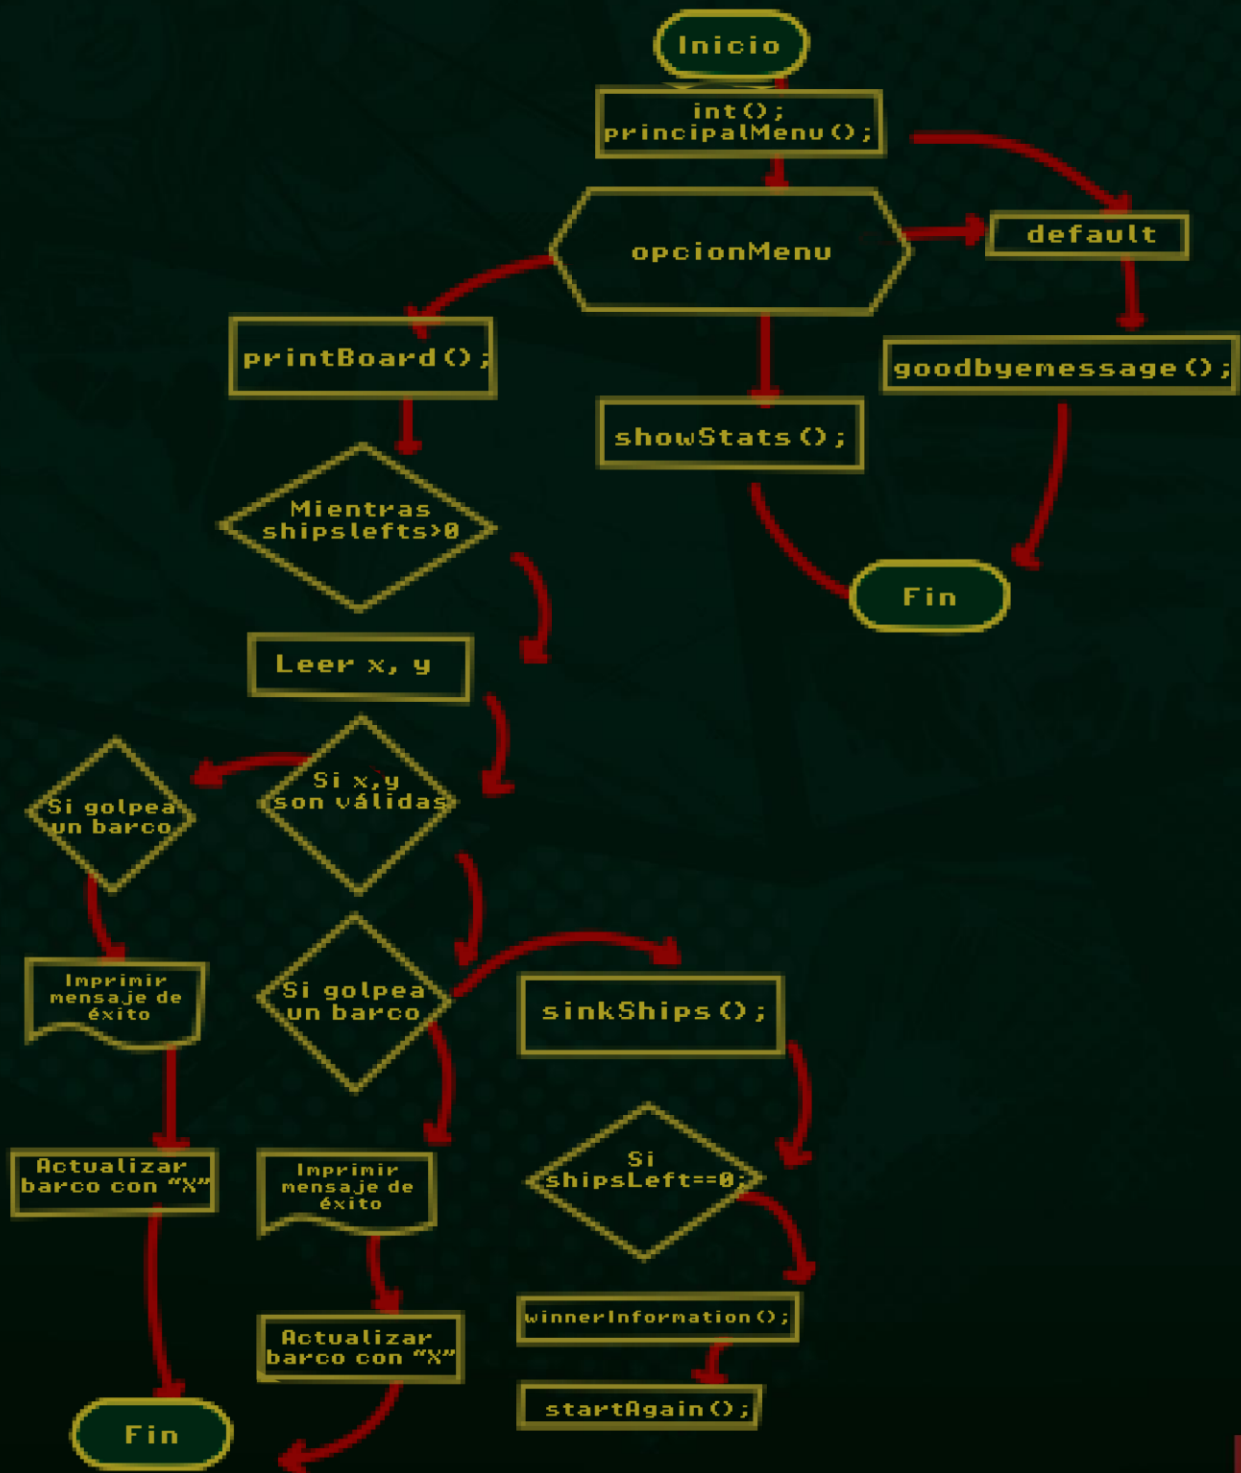 Inicio
int();
principalMenu();
opcionMenu
default
printBoard();
goodbyemessage();
showStats();
Mientras
shipslefts>0
Fin
Leer x, y
Si x,y
son válidas
Si golpea
un barco
Imprimir
mensaje de
éxito
Si golpea
un barco
sinkShips();
Actualizar
barco con “X”
Imprimir
mensaje de
éxito
Si
shipsLeft==0;
winnerInformation();
Actualizar
barco con “X”
startAgain();
Fin